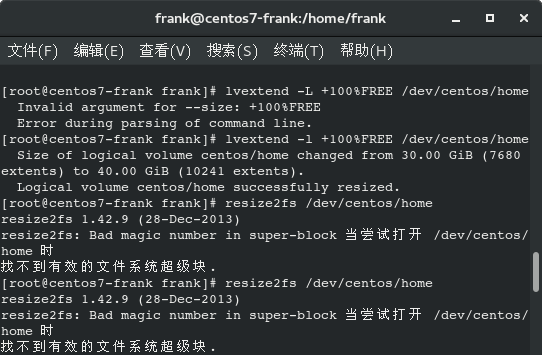 frank@centos7-frank:/home/frank
文件(F) 编辑(E) 查看(V) 搜索(S) 终端(T) 帮助(H)
[root@centos7-frank frank]# lvextend -L +100%FREE /dev/centos/home
  Invalid argument for --size: +100%FREE
  Error during parsing of command line.
[root@centos7-frank frank]# lvextend -l +100%FREE /dev/centos/home
  Size of logical volume centos/home changed from 30.00 GiB (7680
extents) to 40.00 GiB (10241 extents).
  Logical volume centos/home successfully resized.
[root@centos7-frank frank]# resize2fs /dev/centos/home
resize2fs 1.42.9 (28-Dec-2013)
resize2fs: Bad magic number in super-block 当尝试打开 /dev/centos/
home 时
找不到有效的文件系统超级块.
[root@centos7-frank frank]# resize2fs /dev/centos/home
resize2fs 1.42.9 (28-Dec-2013)
resize2fs: Bad magic number in super-block 当尝试打开 /dev/centos/
home 时
找不到有效的文件系统超级块.